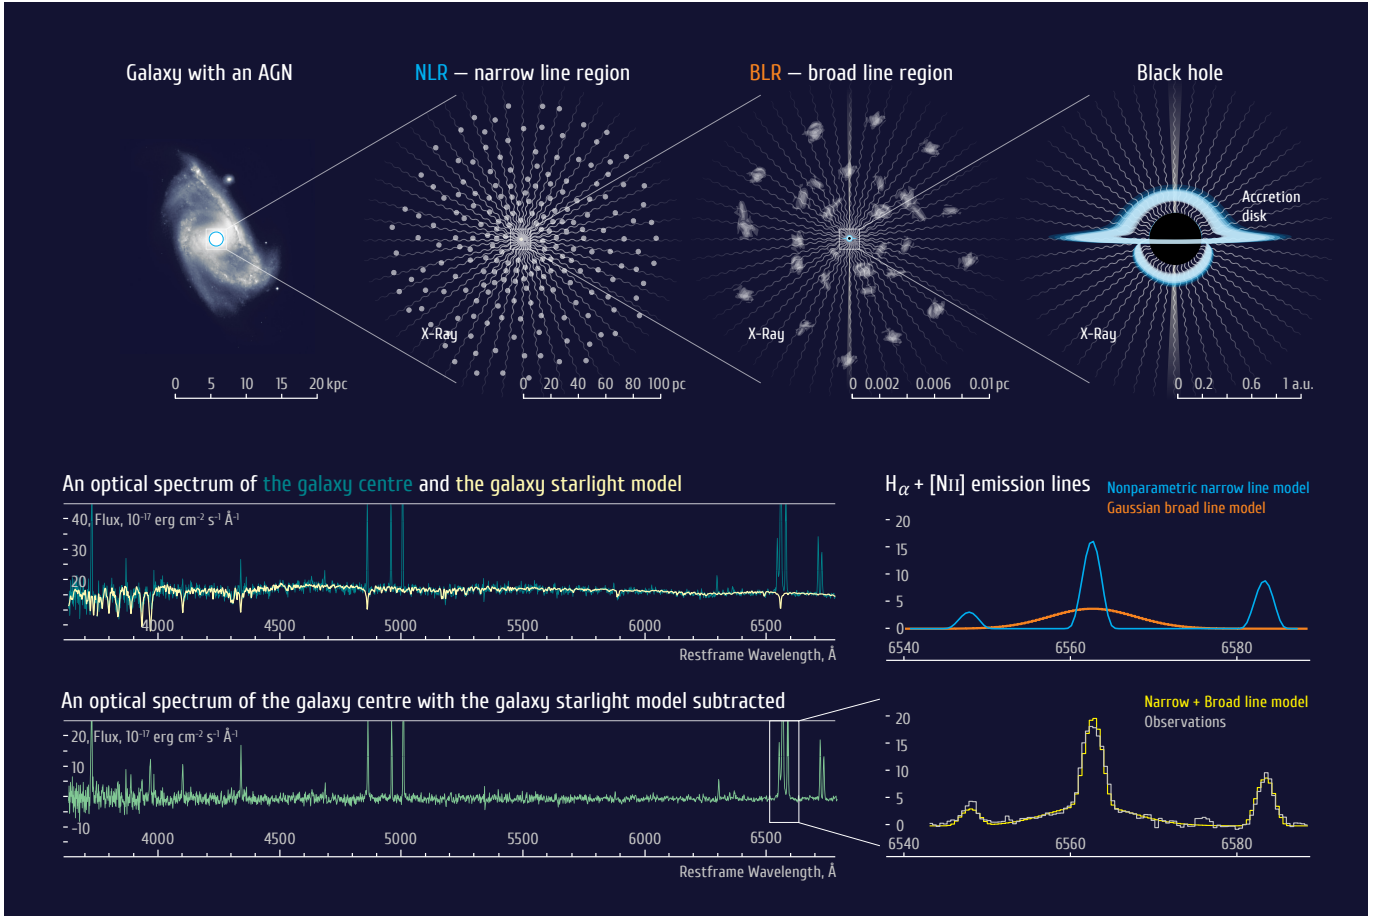 Galaxy with an AGN
NLR — narrow line region
BLR — broad line region
Black hole
Accretion
disk
X-Ray
X-Ray
X-Ray
0 5 10 15 20 kpc
0 20 40 60 80 100 pc
0 0.002 0.006 0.01 pc
0 0.2 0.6 1 a.u.
An optical spectrum of the galaxy centre and the galaxy starlight model
40, Flux, 10⁻¹⁷ erg cm⁻² s⁻¹ Å⁻¹
30
20
4000 4500 5000 5500 6000 6500
Restframe Wavelength, Å
Hα + [NII] emission lines
Nonparametric narrow line model
Gaussian broad line model
20
15
10
5
0
6540 6560 6580
An optical spectrum of the galaxy centre with the galaxy starlight model subtracted
20, Flux, 10⁻¹⁷ erg cm⁻² s⁻¹ Å⁻¹
10
-10
4000 4500 5000 5500 6000 6500
Restframe Wavelength, Å
Narrow + Broad line model
Observations
20
15
10
5
0
6540 6560 6580